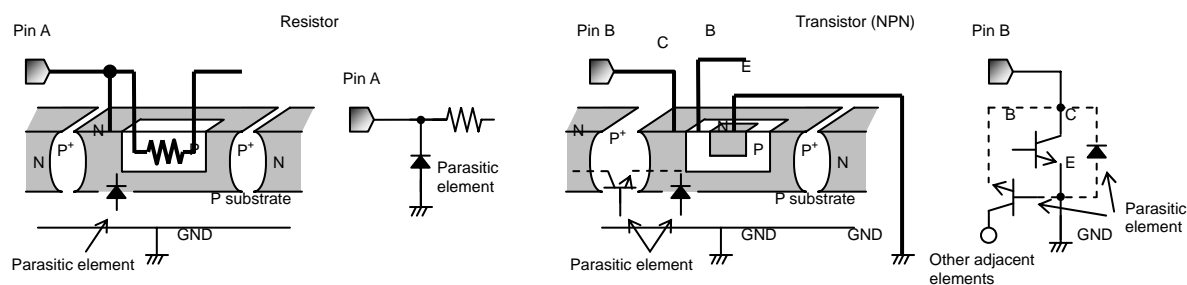 Resistor
Pin A
N
P
N
P+
P+
N
P substrate
GND
Parasitic element
Pin A
Parasitic
element
Transistor (NPN)
Pin B
C
B
E
N
P+
N
P
P+
N
P substrate
GND
GND
Parasitic element
Pin B
B
C
E
Parasitic
element
GND
Other adjacent
elements